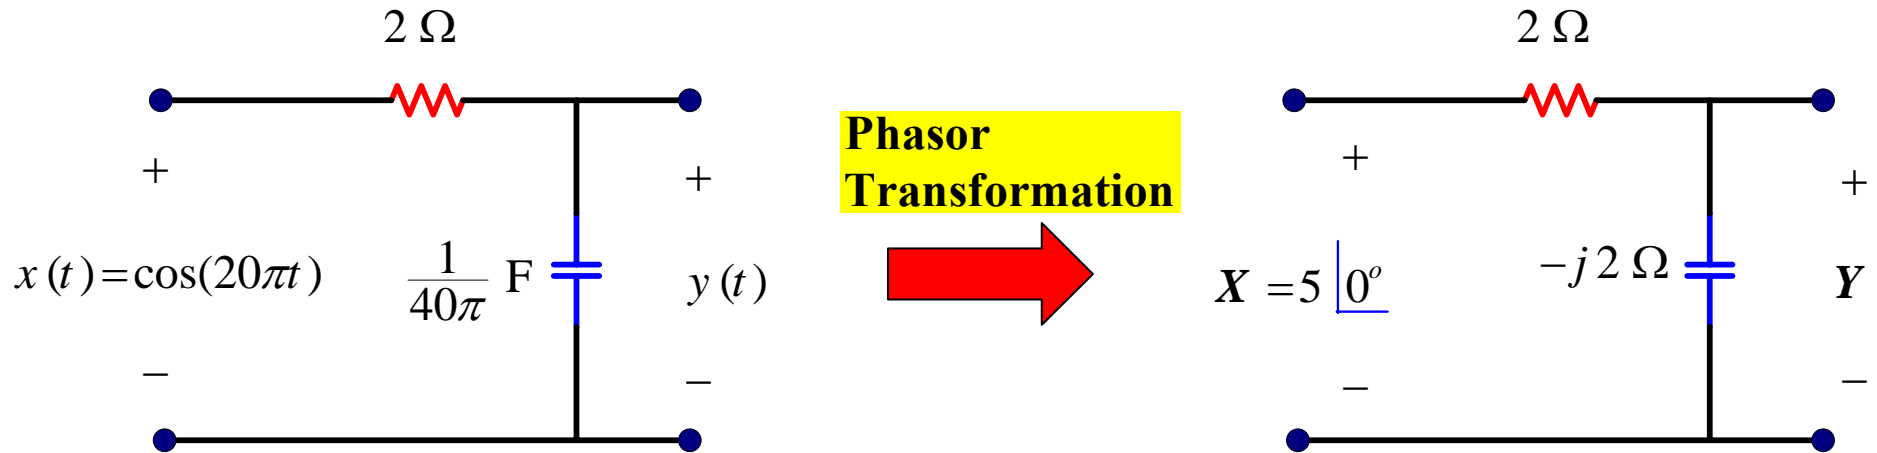 2 Ω
+
x(t)=cos(20πt)
−
1/40π F
+
y(t)
−
Phasor
Transformation
2 Ω
+
X = 5 |0°
−
−j2 Ω
+
Y
−